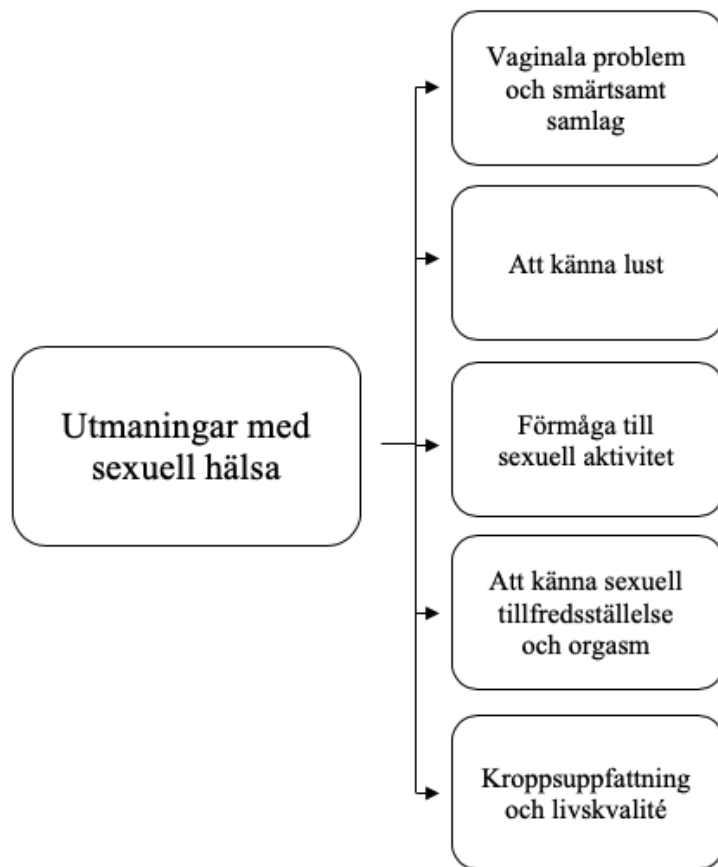 Vaginala problem
och smärtsamt
samlag
Att känna lust
Utmaningar med
sexuell hälsa
Förmåga till
sexuell aktivitet
Att känna sexuell
tillfredsställelse
och orgasm
Kroppsuppfattning
och livskvalité